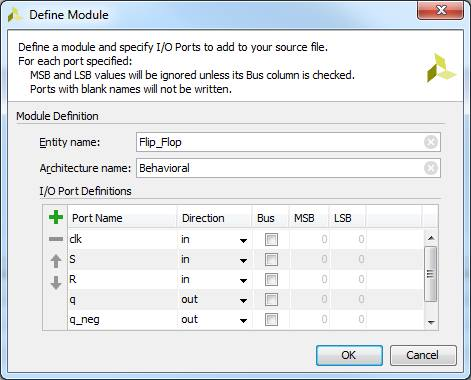 Define Module
Define a module and specify I/O Ports to add to your source file.
For each port specified:
MSB and LSB values will be ignored unless its Bus column is checked.
Ports with blank names will not be written.
Module Definition
Entity name: Flip_Flop
Architecture name: Behavioral
I/O Port Definitions
Port Name Direction Bus MSB LSB
clk in 0 0
S in 0 0
R in 0 0
q out 0 0
q_neg out 0 0
OK Cancel